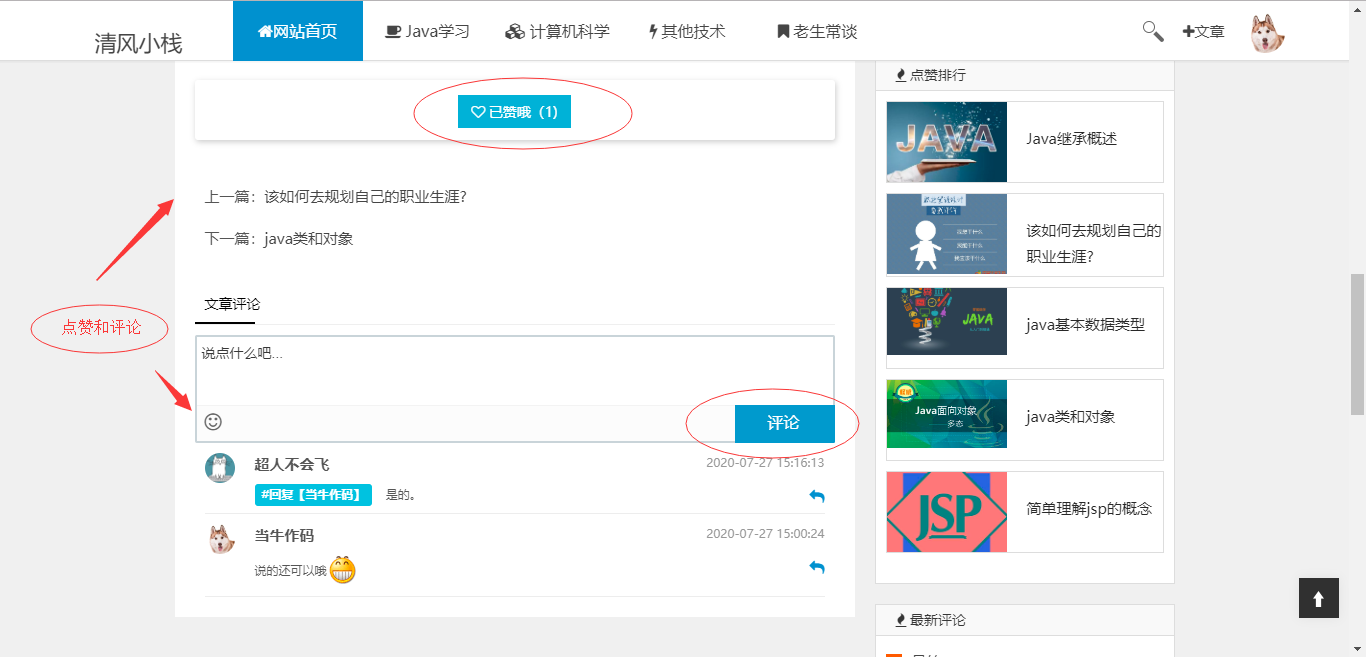 清风小栈
网站首页
Java学习
计算机科学
其他技术
老生常谈
文章
已赞哦（1）
上一篇：该如何去规划自己的职业生涯?
下一篇：java类和对象
点赞和评论
文章评论
说点什么吧...
评论
超人不会飞
2020-07-27 15:16:13
#回复【当牛作码】 是的。
当牛作码
2020-07-27 15:00:24
说的还可以哦
点赞排行
JAVA
Java继承概述
该如何去规划自己的
职业生涯?
JAVA
java基本数据类型
Java面向对象
多态
java类和对象
JSP
简单理解jsp的概念
最新评论